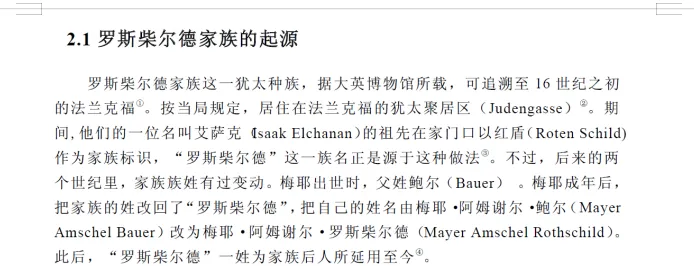 2.1 罗斯柴尔德家族的起源
罗斯柴尔德家族这一犹太种族，据大英博物馆所载，可追溯至 16 世纪之初
的法兰克福①。按当局规定，居住在法兰克福的犹太聚居区（Judengasse）②。期
间,他们的一位名叫艾萨克（Isaak Elchanan）的祖先在家门口以红盾（Roten Schild）
作为家族标识，“罗斯柴尔德”这一族名正是源于这种做法③。不过，后来的两
个世纪里，家族族姓有过变动。梅耶出世时，父姓鲍尔（Bauer） 。梅耶成年后，
把家族的姓改回了“罗斯柴尔德”，把自己的姓名由梅耶·阿姆谢尔·鲍尔（Mayer
Amschel Bauer）改为梅耶·阿姆谢尔·罗斯柴尔德（Mayer Amschel Rothschild）。
此后，“罗斯柴尔德”一姓为家族后人所延用至今④。